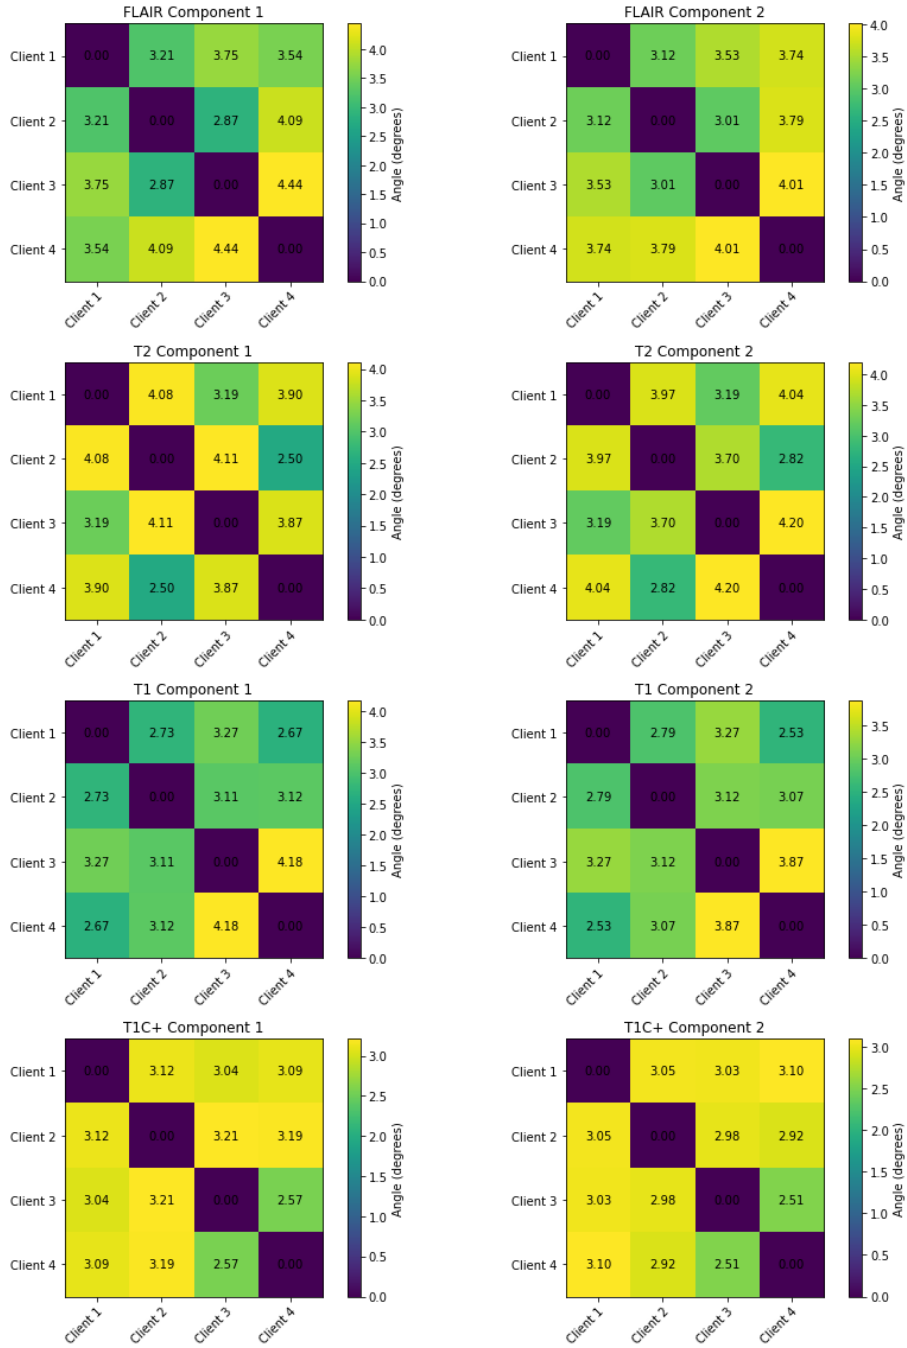 FLAIR Component 1
Client 1 0.00 3.21 3.75 3.54
Client 2 3.21 0.00 2.87 4.09
Client 3 3.75 2.87 0.00 4.44
Client 4 3.54 4.09 4.44 0.00
Client 1 Client 2 Client 3 Client 4
4.0
3.5
3.0
2.5
2.0
1.5
1.0
0.5
0.0
Angle (degrees)
FLAIR Component 2
Client 1 0.00 3.12 3.53 3.74
Client 2 3.12 0.00 3.01 3.79
Client 3 3.53 3.01 0.00 4.01
Client 4 3.74 3.79 4.01 0.00
Client 1 Client 2 Client 3 Client 4
4.0
3.5
3.0
2.5
2.0
1.5
1.0
0.5
0.0
Angle (degrees)
T2 Component 1
Client 1 0.00 4.08 3.19 3.90
Client 2 4.08 0.00 4.11 2.50
Client 3 3.19 4.11 0.00 3.87
Client 4 3.90 2.50 3.87 0.00
Client 1 Client 2 Client 3 Client 4
4.0
3.5
3.0
2.5
2.0
1.5
1.0
0.5
0.0
Angle (degrees)
T2 Component 2
Client 1 0.00 3.97 3.19 4.04
Client 2 3.97 0.00 3.70 2.82
Client 3 3.19 3.70 0.00 4.20
Client 4 4.04 2.82 4.20 0.00
Client 1 Client 2 Client 3 Client 4
4.0
3.5
3.0
2.5
2.0
1.5
1.0
0.5
0.0
Angle (degrees)
T1 Component 1
Client 1 0.00 2.73 3.27 2.67
Client 2 2.73 0.00 3.11 3.12
Client 3 3.27 3.11 0.00 4.18
Client 4 2.67 3.12 4.18 0.00
Client 1 Client 2 Client 3 Client 4
4.0
3.5
3.0
2.5
2.0
1.5
1.0
0.5
0.0
Angle (degrees)
T1 Component 2
Client 1 0.00 2.79 3.27 2.53
Client 2 2.79 0.00 3.12 3.07
Client 3 3.27 3.12 0.00 3.87
Client 4 2.53 3.07 3.87 0.00
Client 1 Client 2 Client 3 Client 4
3.5
3.0
2.5
2.0
1.5
1.0
0.5
0.0
Angle (degrees)
T1C+ Component 1
Client 1 0.00 3.12 3.04 3.09
Client 2 3.12 0.00 3.21 3.19
Client 3 3.04 3.21 0.00 2.57
Client 4 3.09 3.19 2.57 0.00
Client 1 Client 2 Client 3 Client 4
3.0
2.5
2.0
1.5
1.0
0.5
0.0
Angle (degrees)
T1C+ Component 2
Client 1 0.00 3.05 3.03 3.10
Client 2 3.05 0.00 2.98 2.92
Client 3 3.03 2.98 0.00 2.51
Client 4 3.10 2.92 2.51 0.00
Client 1 Client 2 Client 3 Client 4
3.0
2.5
2.0
1.5
1.0
0.5
0.0
Angle (degrees)